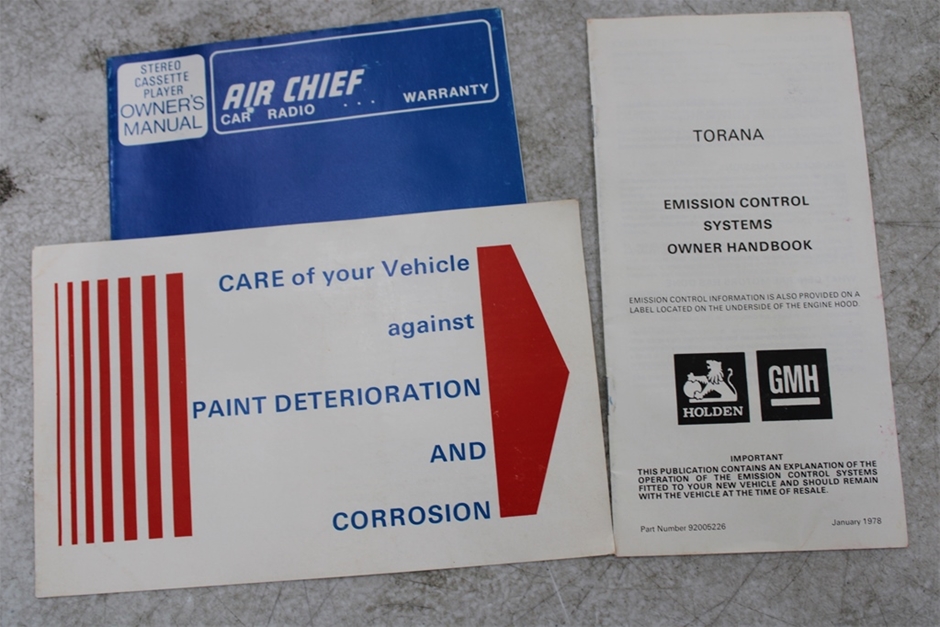 STEREO
CASSETTE
PLAYER
OWNER'S
MANUAL
AIR CHIEF
CAR RADIO . . . WARRANTY
CARE of your Vehicle
against
PAINT DETERIORATION
AND
CORROSION
TORANA
EMISSION CONTROL
SYSTEMS
OWNER HANDBOOK
EMISSION CONTROL INFORMATION IS ALSO PROVIDED ON A
LABEL LOCATED ON THE UNDERSIDE OF THE ENGINE HOOD.
HOLDEN
GMH
IMPORTANT
THIS PUBLICATION CONTAINS AN EXPLANATION OF THE
OPERATION OF THE EMISSION CONTROL SYSTEMS
FITTED TO YOUR NEW VEHICLE AND SHOULD REMAIN
WITH THE VEHICLE AT THE TIME OF RESALE.
Part Number 92005226
January 1978